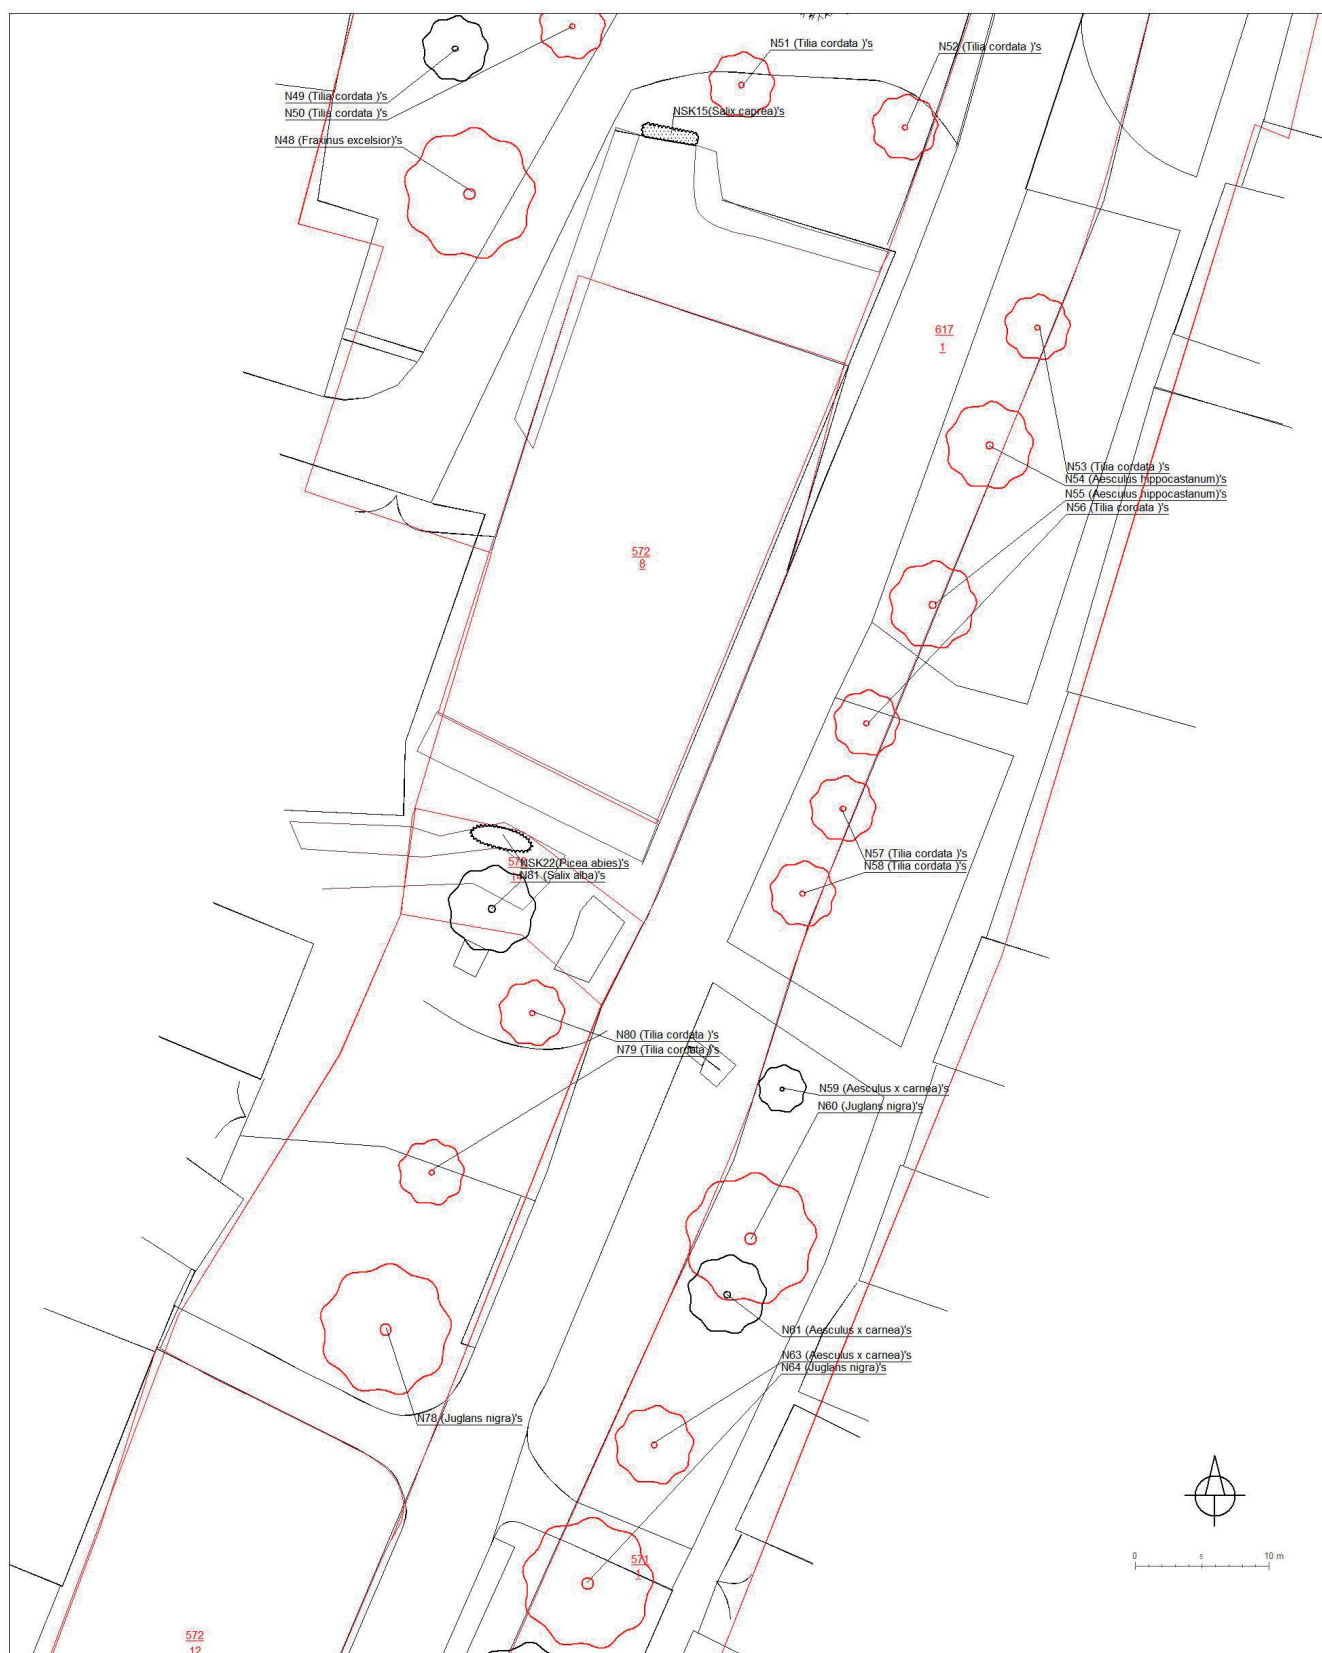 N51 (Tilia cordata )'s
N52 (Tilia cordata )'s
N49 (Tilia cordata )'s
N50 (Tilia cordata )'s
NSK15(Salix caprea)'s
N48 (Fraxinus excelsior)'s
617
1
N53 (Tilia cordata )'s
N54 (Aesculus hippocastanum)'s
N55 (Aesculus hippocastanum)'s
N56 (Tilia cordata )'s
572
8
N57 (Tilia cordata )'s
N58 (Tilia cordata )'s
NSK22(Picea abies)'s
N81 (Salix alba)'s
N80 (Tilia cordata )'s
N79 (Tilia cordata )'s
N59 (Aesculus x carnea)'s
N60 (Juglans nigra)'s
N61 (Aesculus x carnea)'s
N63 (Aesculus x carnea)'s
N64 (Juglans nigra)'s
N78 (Juglans nigra)'s
571
1
0 5 10 m
572
12